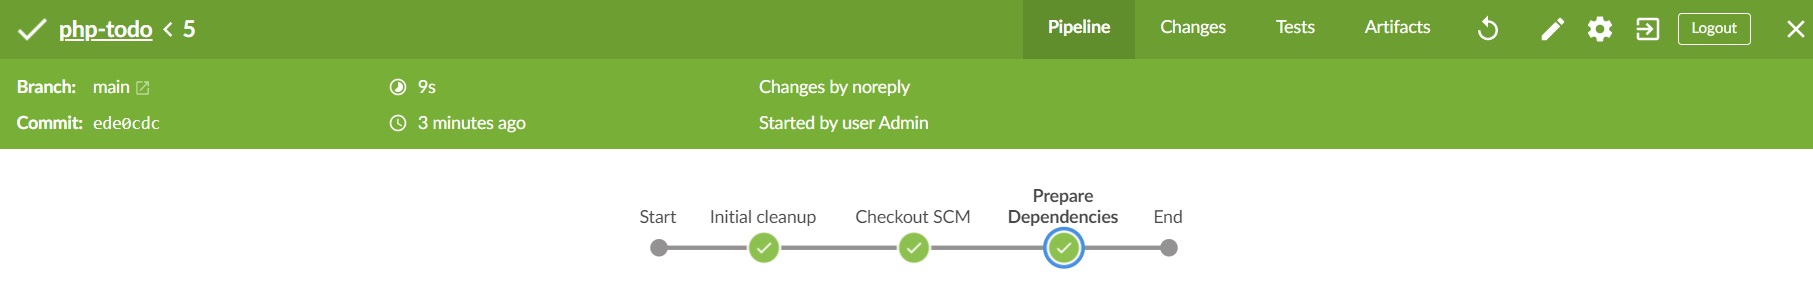 php-todo < 5
Pipeline Changes Tests Artifacts Logout
Branch: main 9s Changes by noreply
Commit: ede0cdc 3 minutes ago Started by user Admin
Prepare
Start Initial cleanup Checkout SCM Dependencies End